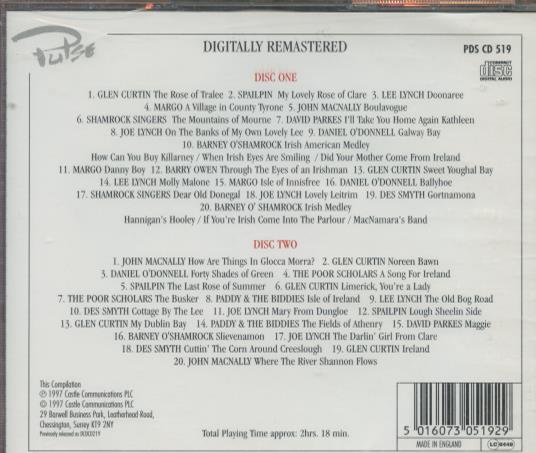 Pulse
DIGITALLY REMASTERED
PDS CD 519
COMPACT
disc
DIGITAL AUDIO
DISC ONE
1. GLEN CURTIN The Rose of Tralee 2. SPAILPIN My Lovely Rose of Clare 3. LEE LYNCH Doonaree
4. MARGO A Village in County Tyrone 5. JOHN MACNALLY Boulavogue
6. SHAMROCK SINGERS The Mountains of Mourne 7. DAVID PARKES I'll Take You Home Again Kathleen
8. JOE LYNCH On The Banks of My Own Lovely Lee 9. DANIEL O'DONNELL Galway Bay
10. BARNEY O'SHAMROCK Irish American Medley
How Can You Buy Killarney / When Irish Eyes Are Smiling / Did Your Mother Come From Ireland
11. MARGO Danny Boy 12. BARRY OWEN Through The Eyes of an Irishman 13. GLEN CURTIN Sweet Youghal Bay
14. LEE LYNCH Molly Malone 15. MARGO Isle of Innisfree 16. DANIEL O'DONNELL Ballyhoe
17. SHAMROCK SINGERS Dear Old Donegal 18. JOE LYNCH Lovely Leitrim 19. DES SMYTH Gortnamona
20. BARNEY O' SHAMROCK Irish Medley
Hannigan's Hooley / If You're Irish Come Into The Parlour / MacNamara's Band
DISC TWO
1. JOHN MACNALLY How Are Things In Glocca Morra? 2. GLEN CURTIN Noreen Bawn
3. DANIEL O'DONNELL Forty Shades of Green 4. THE POOR SCHOLARS A Song For Ireland
5. SPAILPIN The Last Rose of Summer 6. GLEN CURTIN Limerick, You're a Lady
7. THE POOR SCHOLARS The Busker 8. PADDY & THE BIDDIES Isle of Ireland 9. LEE LYNCH The Old Bog Road
10. DES SMYTH Cottage By The Lee 11. JOE LYNCH Mary From Dungloe 12. SPAILPIN Lough Sheelin Side
13. GLEN CURTIN My Dublin Bay 14. PADDY & THE BIDDIES The Fields of Athenry 15. DAVID PARKES Maggie
16. BARNEY O'SHAMROCK Slievenamon 17. JOE LYNCH The Darlin' Girl From Clare
18. DES SMYTH Cuttin' The Corn Around Creeslough 19. GLEN CURTIN Ireland
20. JOHN MACNALLY Where The River Shannon Flows
This Compilation
℗ 1997 Castle Communications PLC
© 1997 Castle Communications PLC
29 Barwell Business Park, Leatherhead Road,
Chessington, Surrey KT9 2NY
Previously released as
Total Playing Time approx: 2hrs. 18 min.
5 016073 051929
MADE IN ENGLAND
LC 6448